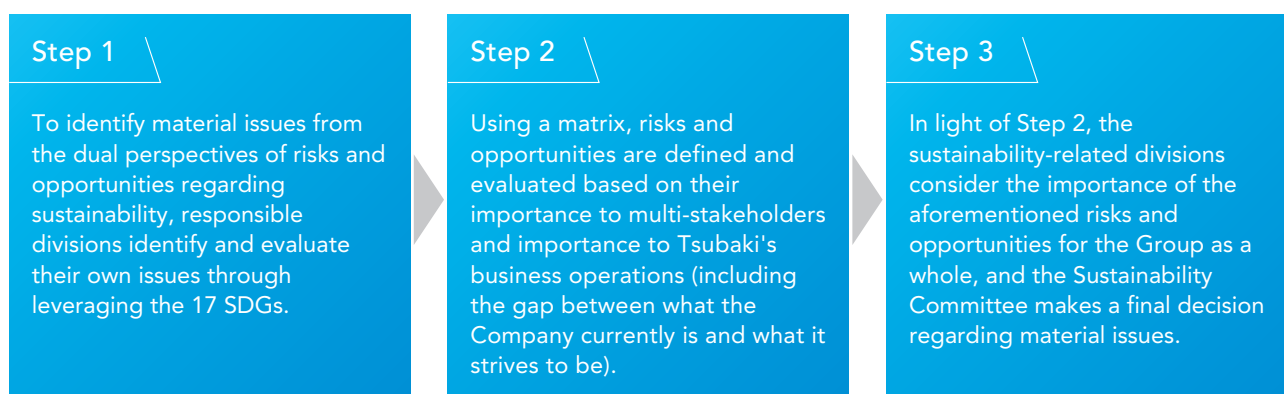 Step 1
To identify material issues from
the dual perspectives of risks and
opportunities regarding
sustainability, responsible
divisions identify and evaluate
their own issues through
leveraging the 17 SDGs.
Step 2
Using a matrix, risks and
opportunities are defined and
evaluated based on their
importance to multi-stakeholders
and importance to Tsubaki's
business operations (including
the gap between what the
Company currently is and what it
strives to be).
Step 3
In light of Step 2, the
sustainability-related divisions
consider the importance of the
aforementioned risks and
opportunities for the Group as a
whole, and the Sustainability
Committee makes a final decision
regarding material issues.